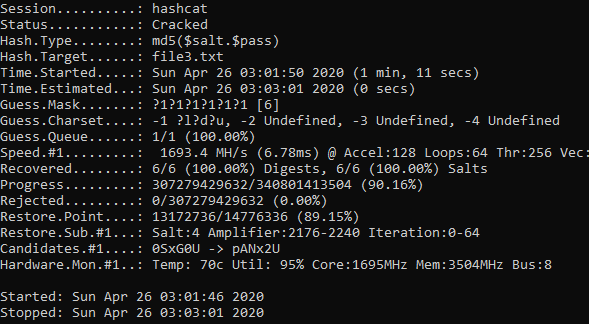 Session..........: hashcat
Status...........: Cracked
Hash.Type........: md5($salt.$pass)
Hash.Target......: file3.txt
Time.Started.....: Sun Apr 26 03:01:50 2020 (1 min, 11 secs)
Time.Estimated...: Sun Apr 26 03:03:01 2020 (0 secs)
Guess.Mask.......: ?1?1?1?1?1?1 [6]
Guess.Charset....: -1 ?l?d?u, -2 Undefined, -3 Undefined, -4 Undefined
Guess.Queue......: 1/1 (100.00%)
Speed.#1.........:  1693.4 MH/s (6.78ms) @ Accel:128 Loops:64 Thr:256 Vec:
Recovered........: 6/6 (100.00%) Digests, 6/6 (100.00%) Salts
Progress.........: 307279429632/340801413504 (90.16%)
Rejected.........: 0/307279429632 (0.00%)
Restore.Point....: 13172736/14776336 (89.15%)
Restore.Sub.#1...: Salt:4 Amplifier:2176-2240 Iteration:0-64
Candidates.#1....: 0SxG0U -> pANx2U
Hardware.Mon.#1..: Temp: 70c Util: 95% Core:1695MHz Mem:3504MHz Bus:8
Started: Sun Apr 26 03:01:46 2020
Stopped: Sun Apr 26 03:03:01 2020